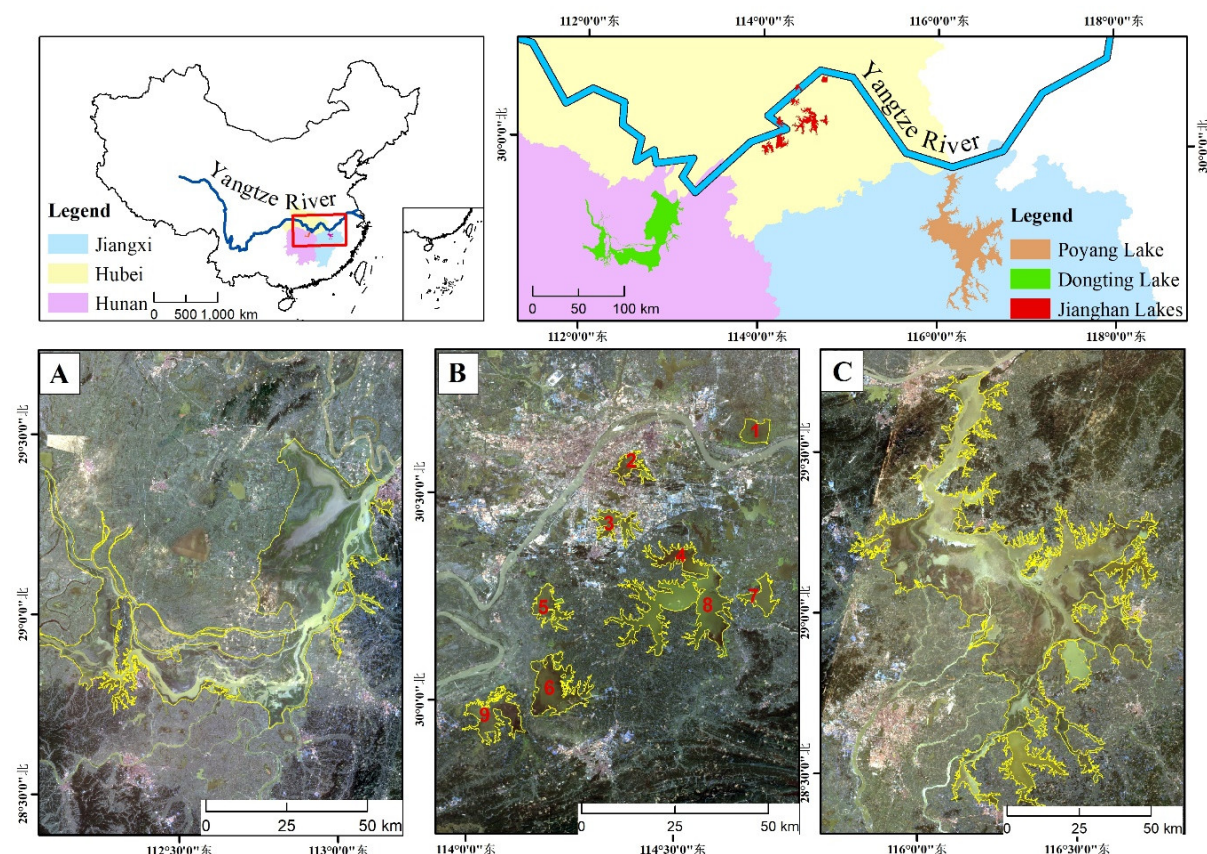 Yangtze River
Legend
Jiangxi
Hubei
Hunan
0 500 1,000 km
112°0'0"东
114°0'0"东
116°0'0"东
118°0'0"东
30°0'0"北
30°0'0"北
Yangtze River
Legend
Poyang Lake
Dongting Lake
Jianghan Lakes
0 50 100 km
112°0'0"东
114°0'0"东
116°0'0"东
118°0'0"东
A
29°30'0"北
29°0'0"北
28°30'0"北
0 25 50 km
112°30'0"东
113°0'0"东
B
1
2
3
4
5
6
7
8
9
30°30'0"北
30°0'0"北
0 25 50 km
114°0'0"东
114°30'0"东
C
29°30'0"北
29°0'0"北
28°30'0"北
0 25 50 km
116°0'0"东
116°30'0"东